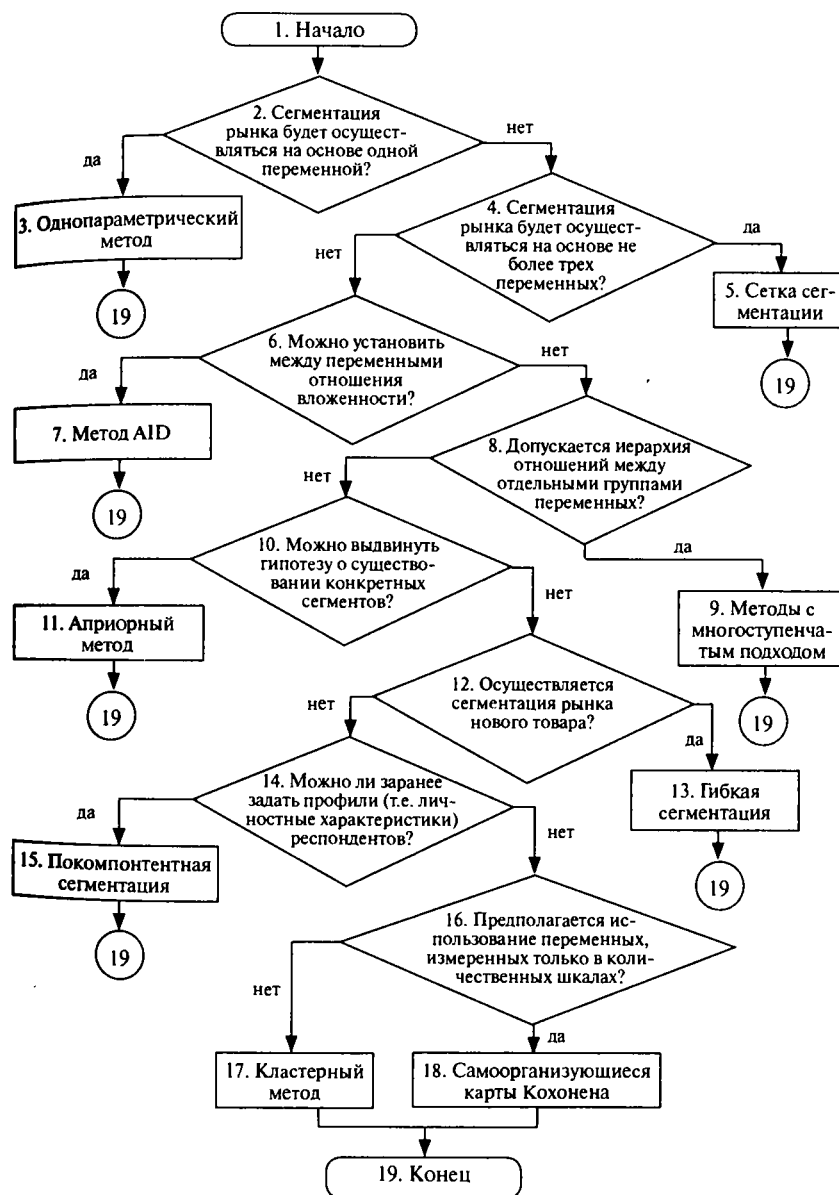 1. Начало
2. Сегментация
рынка будет осущест-
вляться на основе одной
переменной?
да
нет
3. Однопараметрический
метод
19
4. Сегментация
рынка будет осущест-
вляться на основе не
более трех
переменных?
нет
да
5. Сетка сег-
ментации
19
6. Можно установить
между переменными
отношения
вложенности?
да
нет
7. Метод AID
19
8. Допускается иерархия
отношений между
отдельными группами
переменных?
нет
да
9. Методы с
многоступенча-
тым подходом
19
10. Можно выдвинуть
гипотезу о существо-
вании конкретных
сегментов?
да
нет
11. Априорный
метод
19
12. Осуществляется
сегментация рынка
нового товара?
нет
да
13. Гибкая
сегментация
19
14. Можно ли заранее
задать профили (т.е. лич-
ностные характеристики)
респондентов?
да
нет
15. Покомпонтентная
сегментация
19
16. Предполагается ис-
пользование переменных,
измеренных только в коли-
чественных шкалах?
нет
да
17. Кластерный
метод
18. Самоорганизующиеся
карты Кохонена
19. Конец